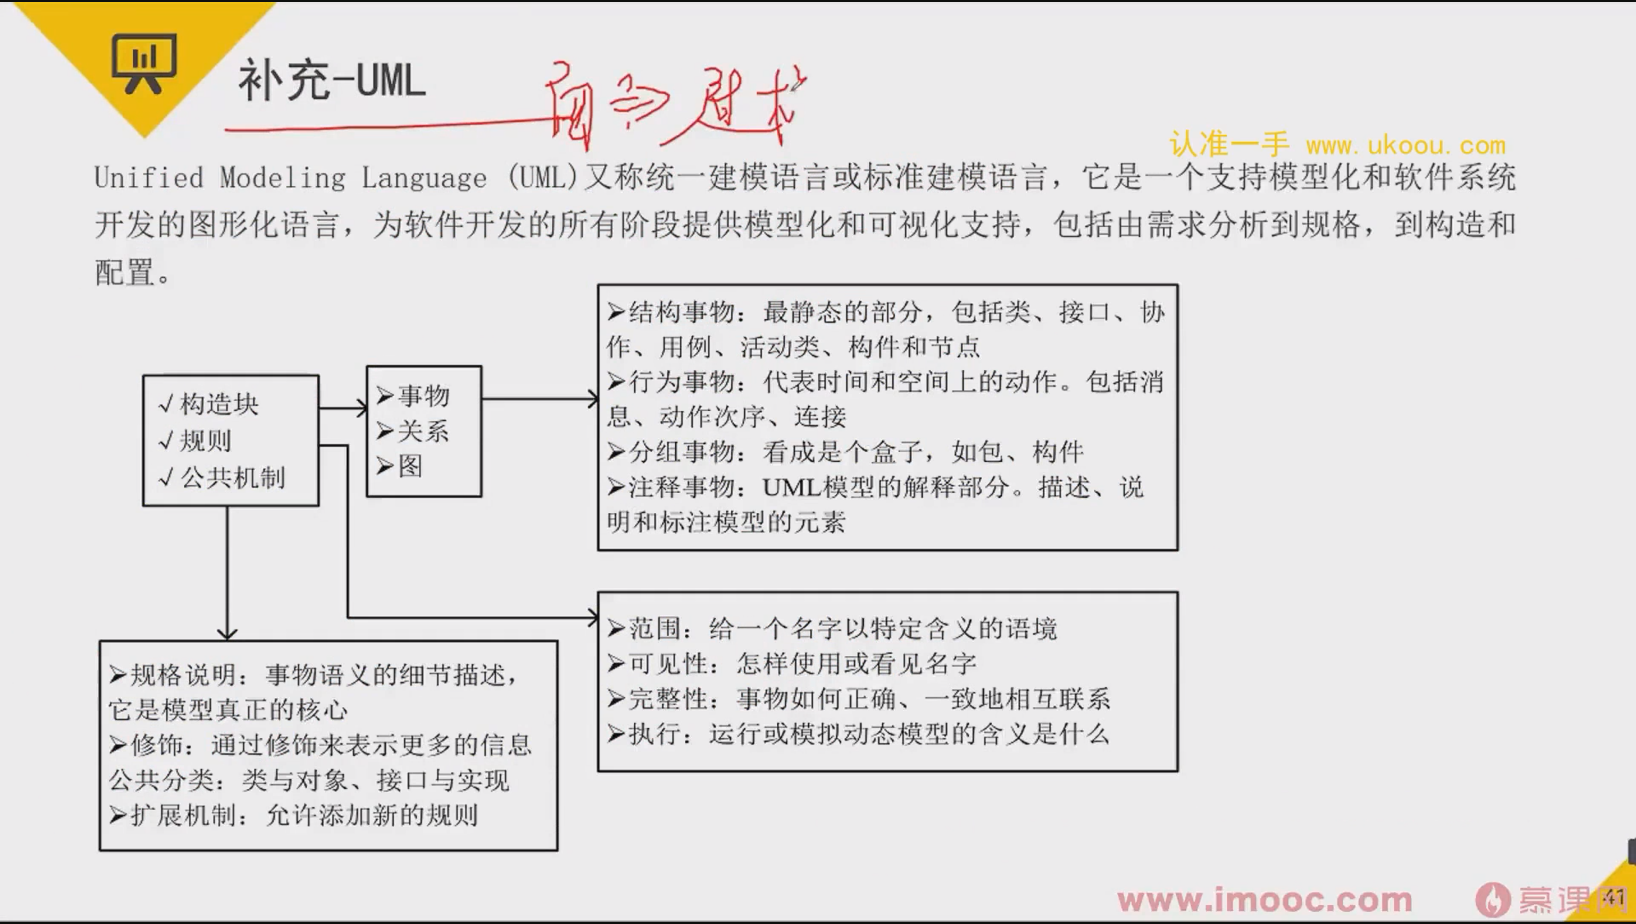 补充-UML
认准一手 www.ukoou.com
Unified Modeling Language (UML)又称统一建模语言或标准建模语言，它是一个支持模型化和软件系统
开发的图形化语言，为软件开发的所有阶段提供模型化和可视化支持，包括由需求分析到规格，到构造和
配置。
√构造块
√规则
√公共机制
➢事物
➢关系
➢图
➢结构事物：最静态的部分，包括类、接口、协
作、用例、活动类、构件和节点
➢行为事物：代表时间和空间上的动作。包括消
息、动作次序、连接
➢分组事物：看成是个盒子，如包、构件
➢注释事物：UML模型的解释部分。描述、说
明和标注模型的元素
➢范围：给一个名字以特定含义的语境
➢可见性：怎样使用或看见名字
➢完整性：事物如何正确、一致地相互联系
➢执行：运行或模拟动态模型的含义是什么
➢规格说明：事物语义的细节描述，
它是模型真正的核心
➢修饰：通过修饰来表示更多的信息
公共分类：类与对象、接口与实现
➢扩展机制：允许添加新的规则
www.imooc.com
慕课网
41